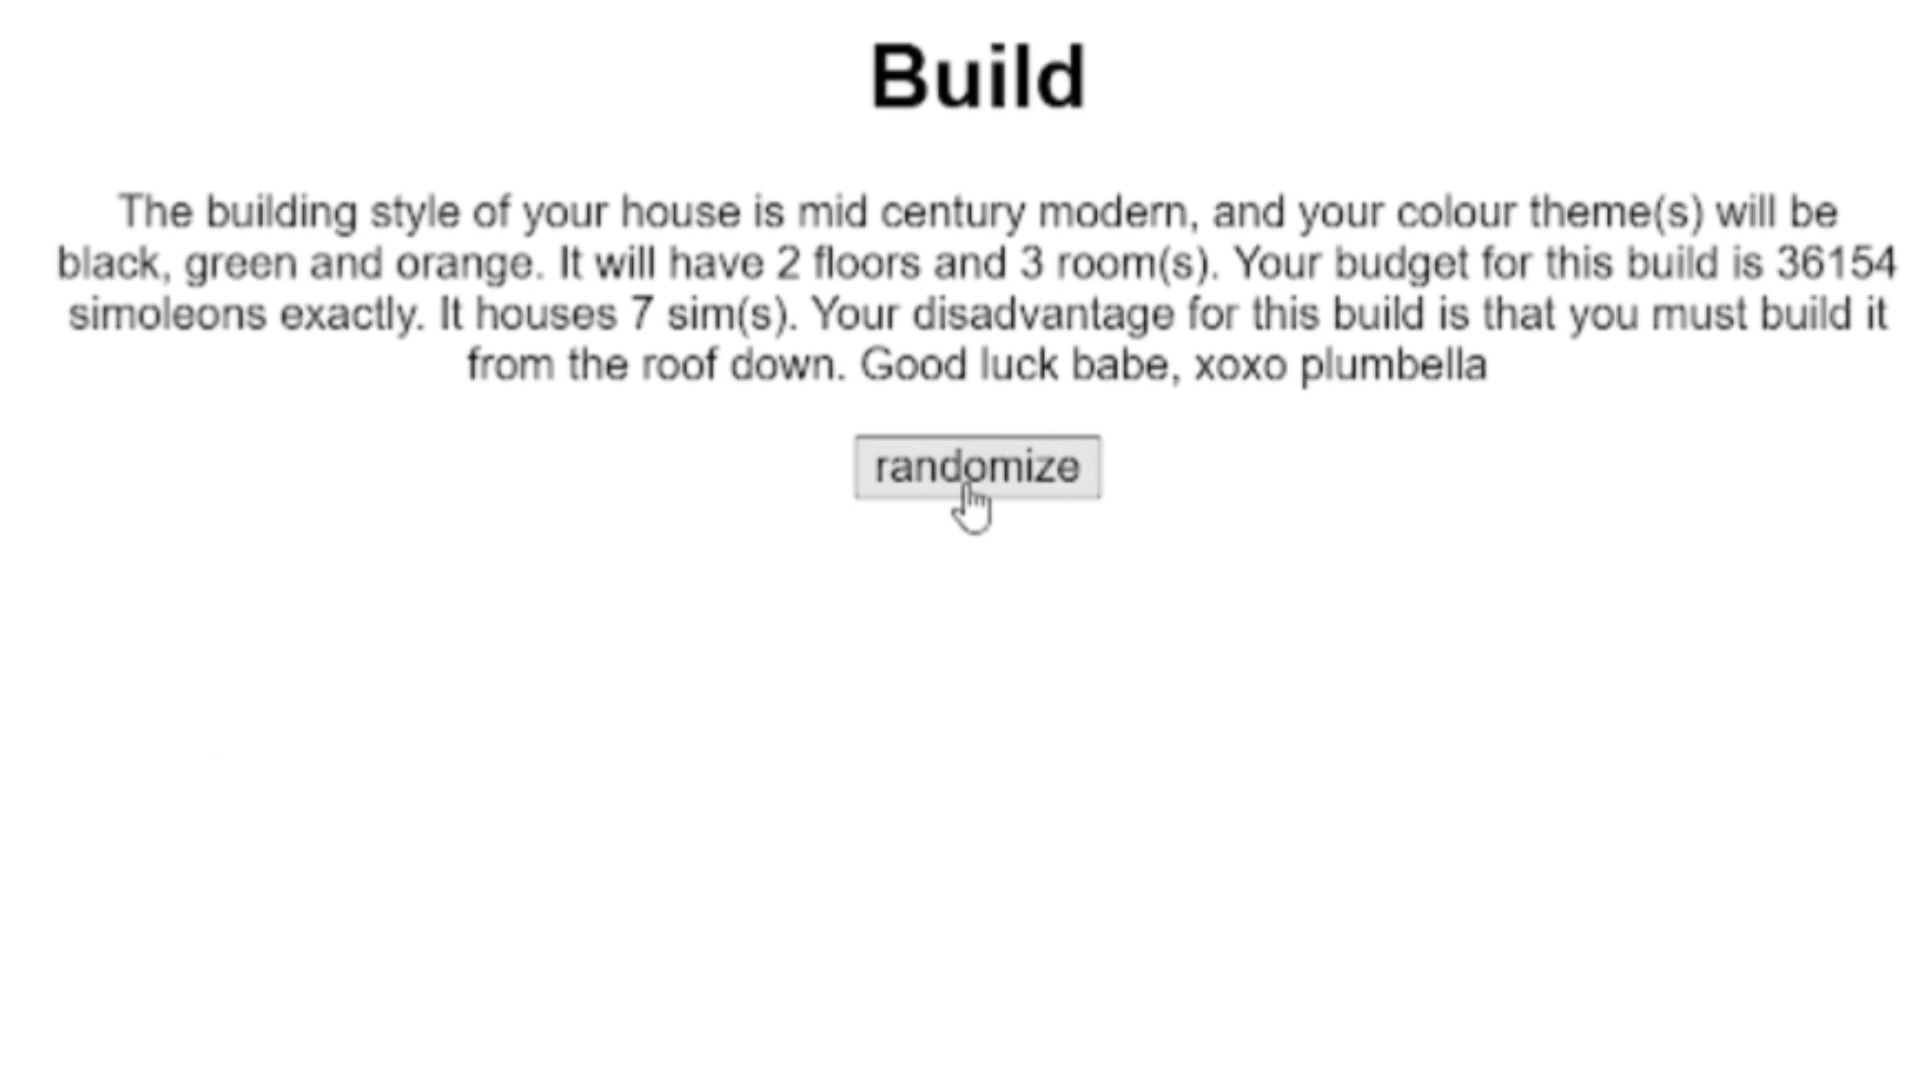 Build
The building style of your house is mid century modern, and your colour theme(s) will be
black, green and orange. It will have 2 floors and 3 room(s). Your budget for this build is 36154
simoleons exactly. It houses 7 sim(s). Your disadvantage for this build is that you must build it
from the roof down. Good luck babe, xoxo plumbella
randomize